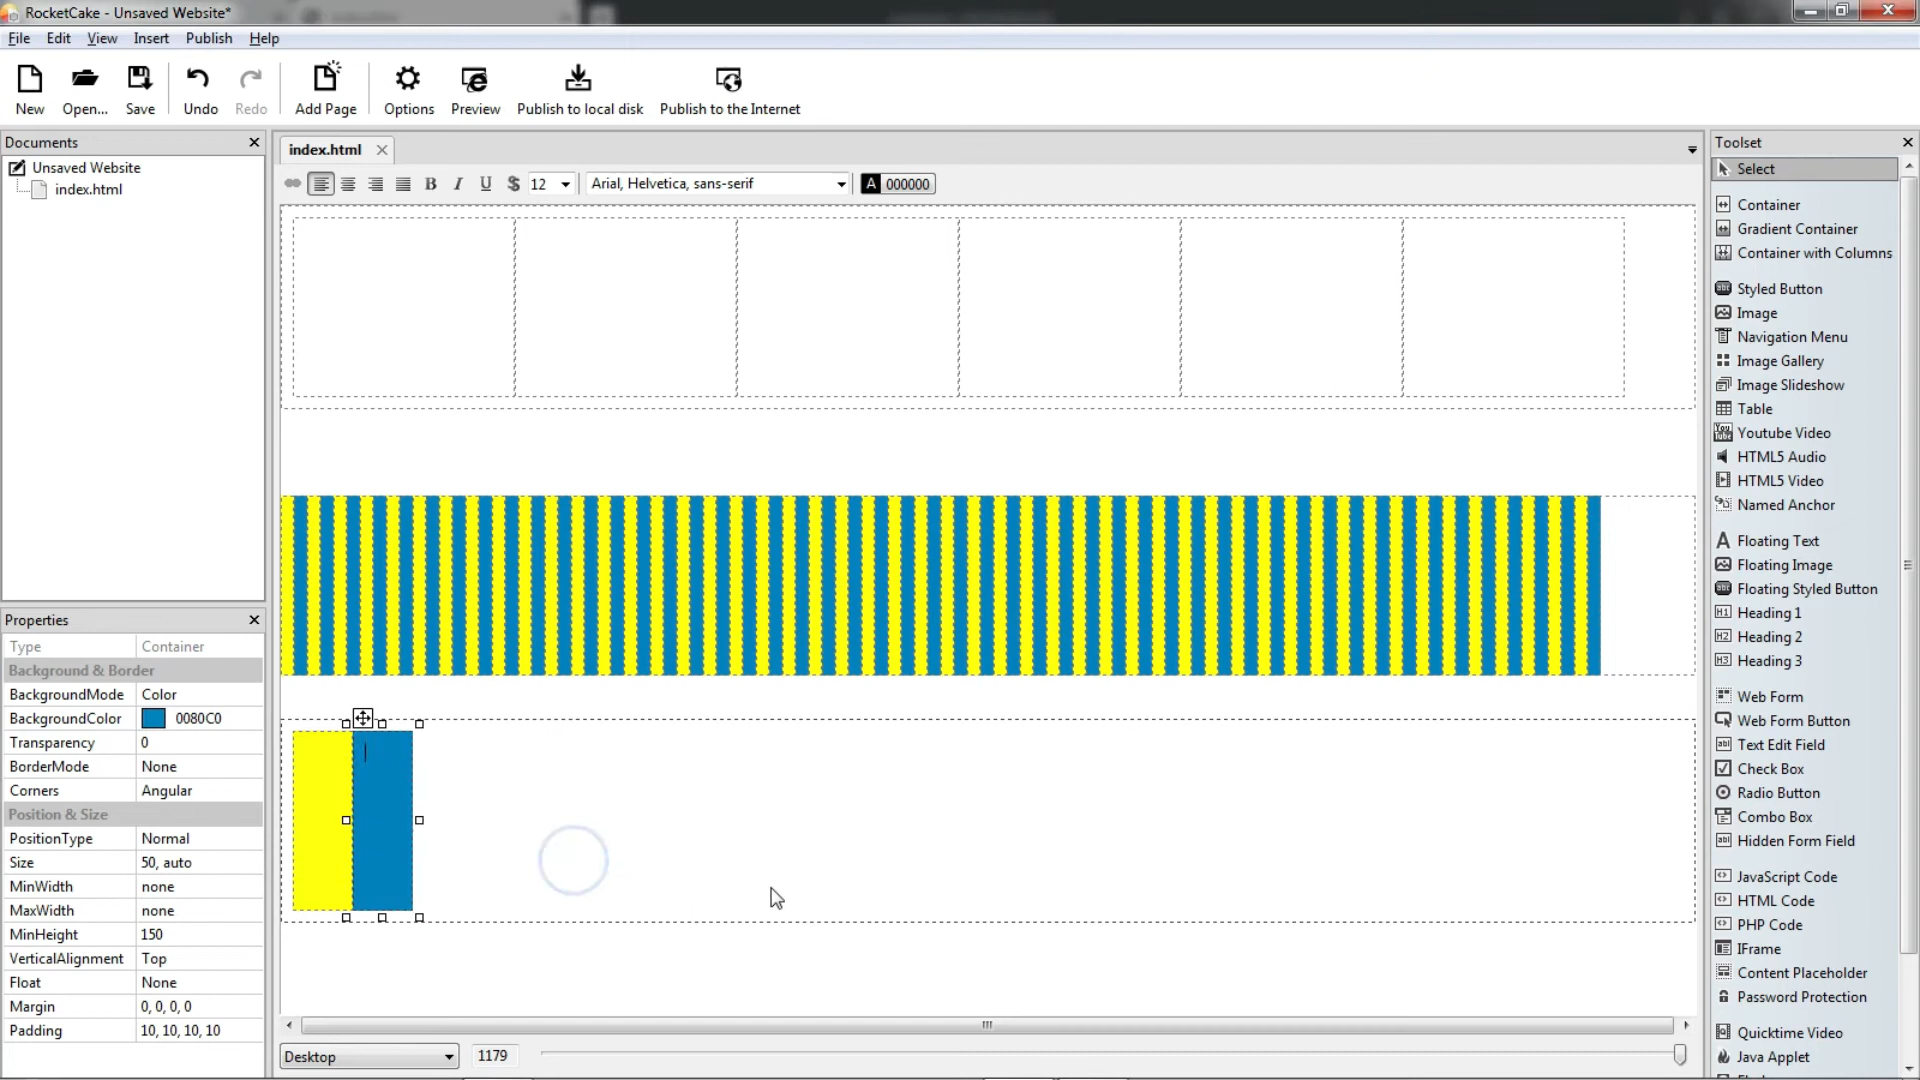 RocketCake - Unsaved Website*
File Edit View Insert Publish Help
New Open... Save Undo Redo Add Page Options Preview Publish to local disk Publish to the Internet
Documents
Unsaved Website
index.html
Properties
Type Container
Background & Border
BackgroundMode Color
BackgroundColor 0080C0
Transparency 0
BorderMode None
Corners Angular
Position & Size
PositionType Normal
Size 50, auto
MinWidth none
MaxWidth none
MinHeight 150
VerticalAlignment Top
Float None
Margin 0, 0, 0, 0
Padding 10, 10, 10, 10
index.html
B I U $ 12 Arial, Helvetica, sans-serif A 000000
Desktop 1179
Toolset
Select
Container
Gradient Container
Container with Columns
Styled Button
Image
Navigation Menu
Image Gallery
Image Slideshow
Table
Youtube Video
HTML5 Audio
HTML5 Video
Named Anchor
Floating Text
Floating Image
Floating Styled Button
Heading 1
Heading 2
Heading 3
Web Form
Web Form Button
Text Edit Field
Check Box
Radio Button
Combo Box
Hidden Form Field
JavaScript Code
HTML Code
PHP Code
IFrame
Content Placeholder
Password Protection
Quicktime Video
Java Applet